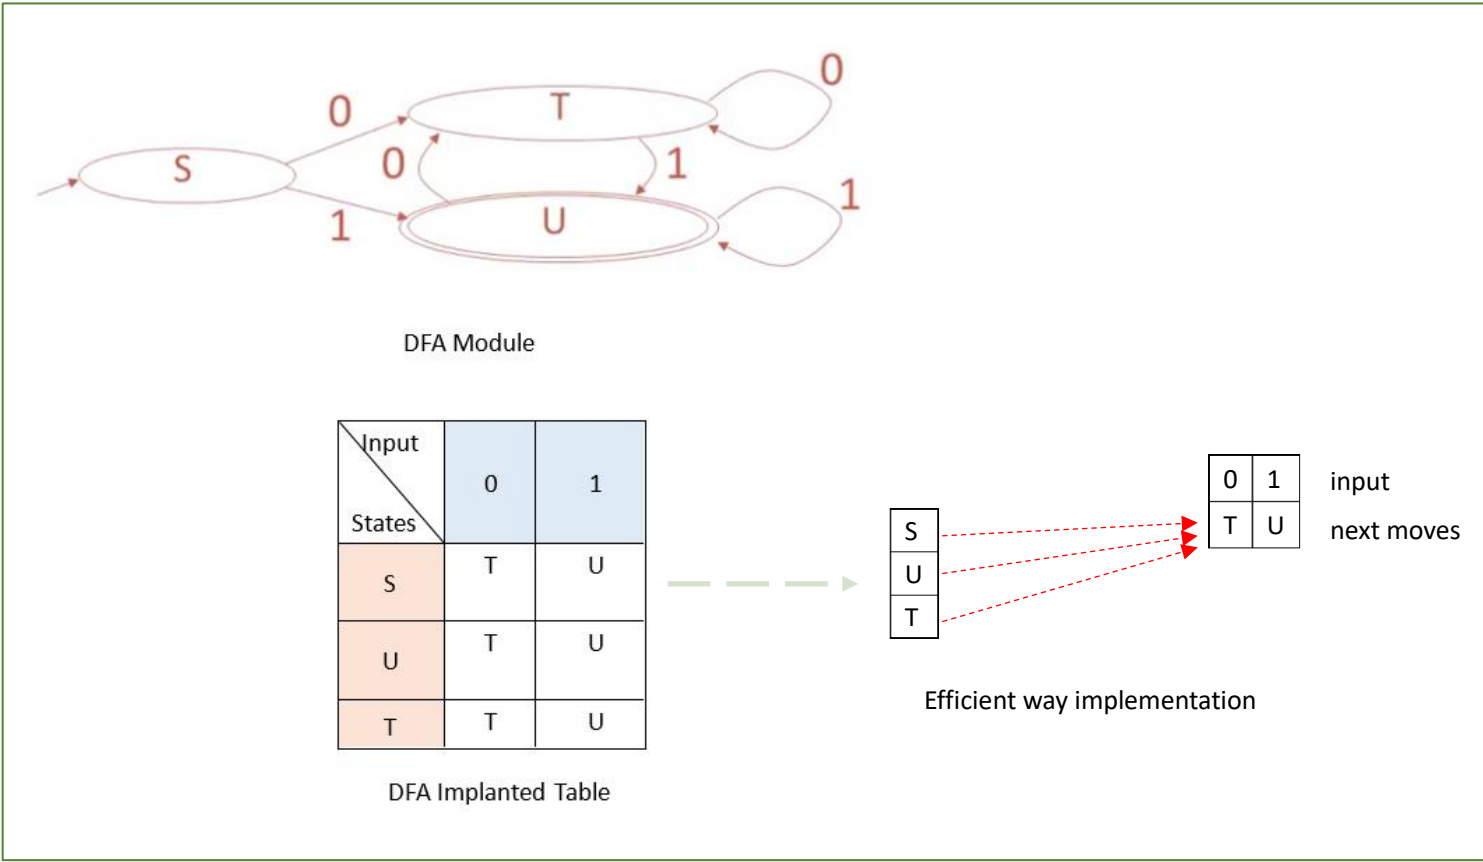 0
T
0
S
0
1
1
U
1
DFA Module
Input
0 1
States
S T U
U T U
T T U
DFA Implanted Table
S
U
T
0 1 input
T U next moves
Efficient way implementation